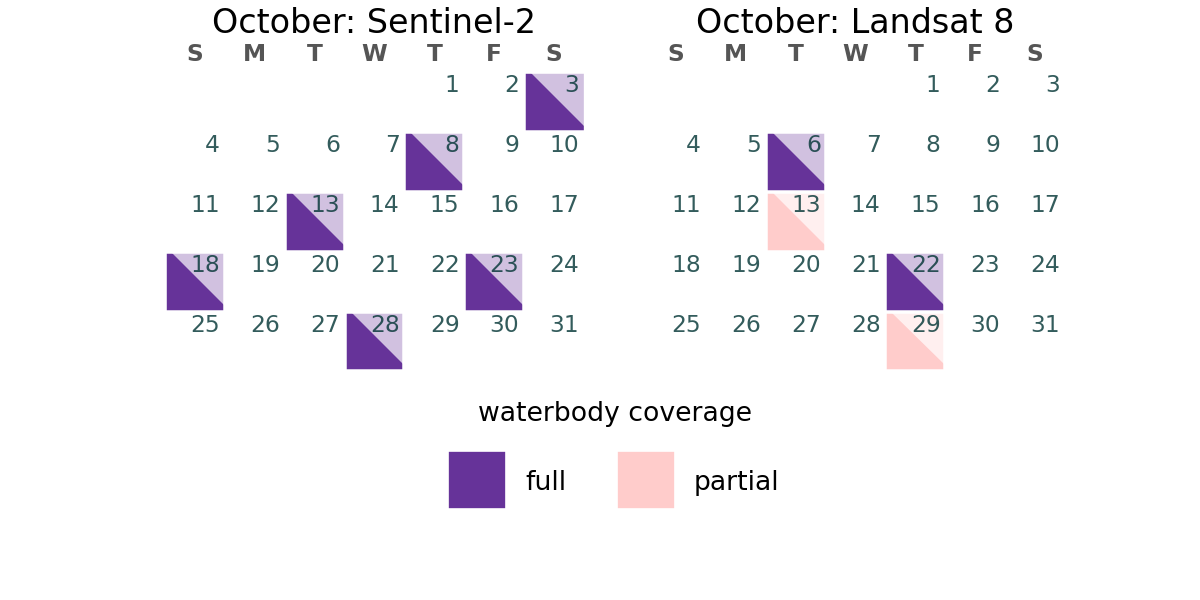 October: Sentinel-2
S M T W T F S
1 2 3
4 5 6 7 8 9 10
11 12 13 14 15 16 17
18 19 20 21 22 23 24
25 26 27 28 29 30 31
October: Landsat 8
S M T W T F S
1 2 3
4 5 6 7 8 9 10
11 12 13 14 15 16 17
18 19 20 21 22 23 24
25 26 27 28 29 30 31
waterbody coverage
full
partial